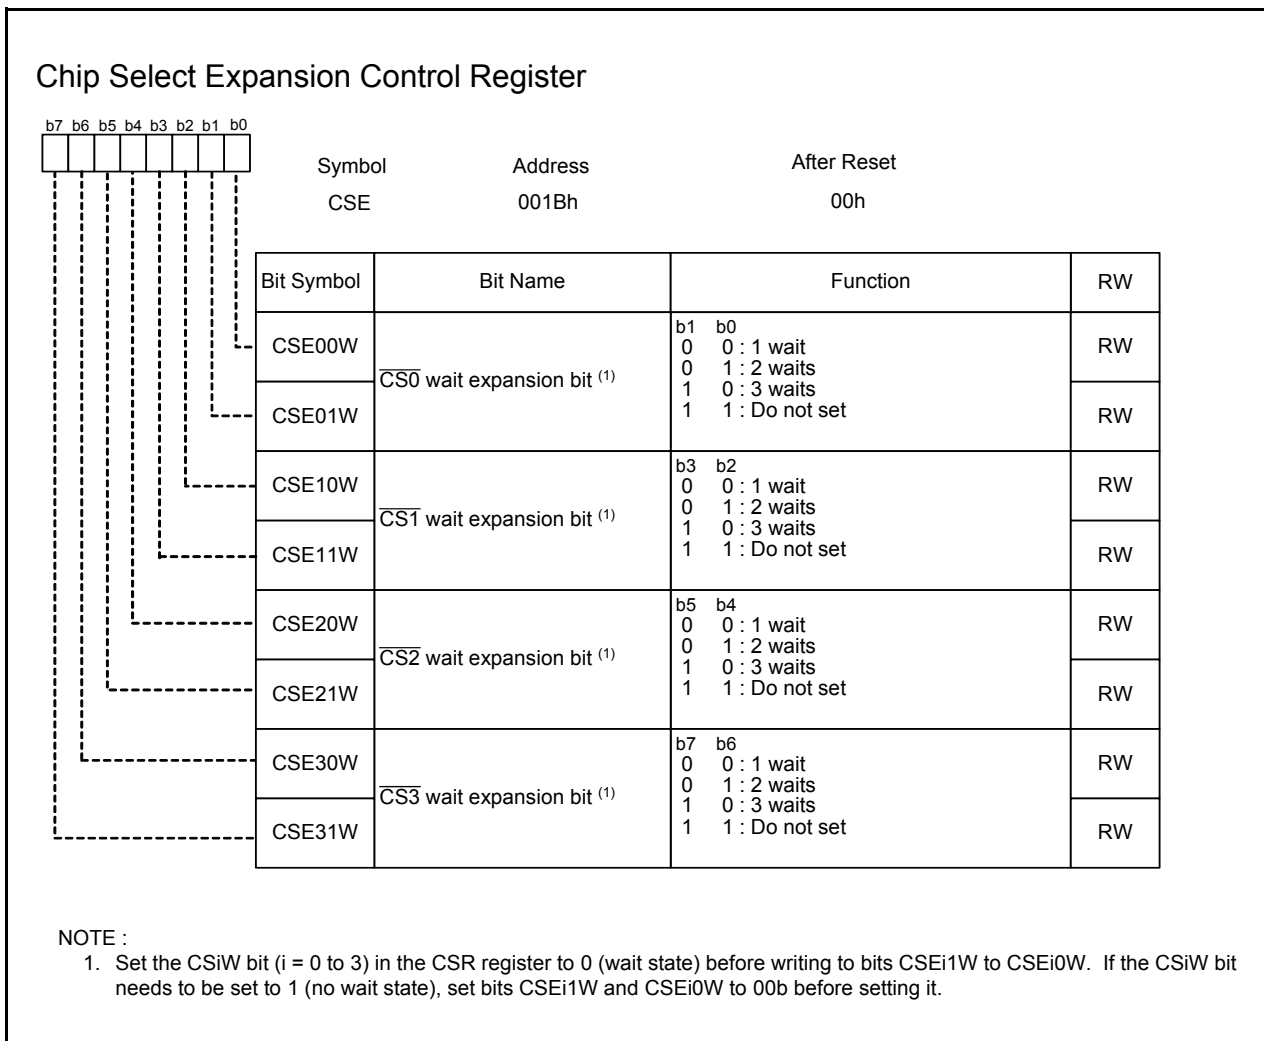 Chip Select Expansion Control Register
b7 b6 b5 b4 b3 b2 b1 b0
Symbol Address After Reset
CSE 001Bh 00h
Bit Symbol Bit Name Function RW
CSE00W RW
CSE01W RW
CS0 wait expansion bit (1)
b1 b0
0 0 : 1 wait
0 1 : 2 waits
1 0 : 3 waits
1 1 : Do not set
CSE10W RW
CSE11W RW
CS1 wait expansion bit (1)
b3 b2
0 0 : 1 wait
0 1 : 2 waits
1 0 : 3 waits
1 1 : Do not set
CSE20W RW
CSE21W RW
CS2 wait expansion bit (1)
b5 b4
0 0 : 1 wait
0 1 : 2 waits
1 0 : 3 waits
1 1 : Do not set
CSE30W RW
CSE31W RW
CS3 wait expansion bit (1)
b7 b6
0 0 : 1 wait
0 1 : 2 waits
1 0 : 3 waits
1 1 : Do not set
NOTE :
1. Set the CSiW bit (i = 0 to 3) in the CSR register to 0 (wait state) before writing to bits CSEi1W to CSEi0W. If the CSiW bit
needs to be set to 1 (no wait state), set bits CSEi1W and CSEi0W to 00b before setting it.